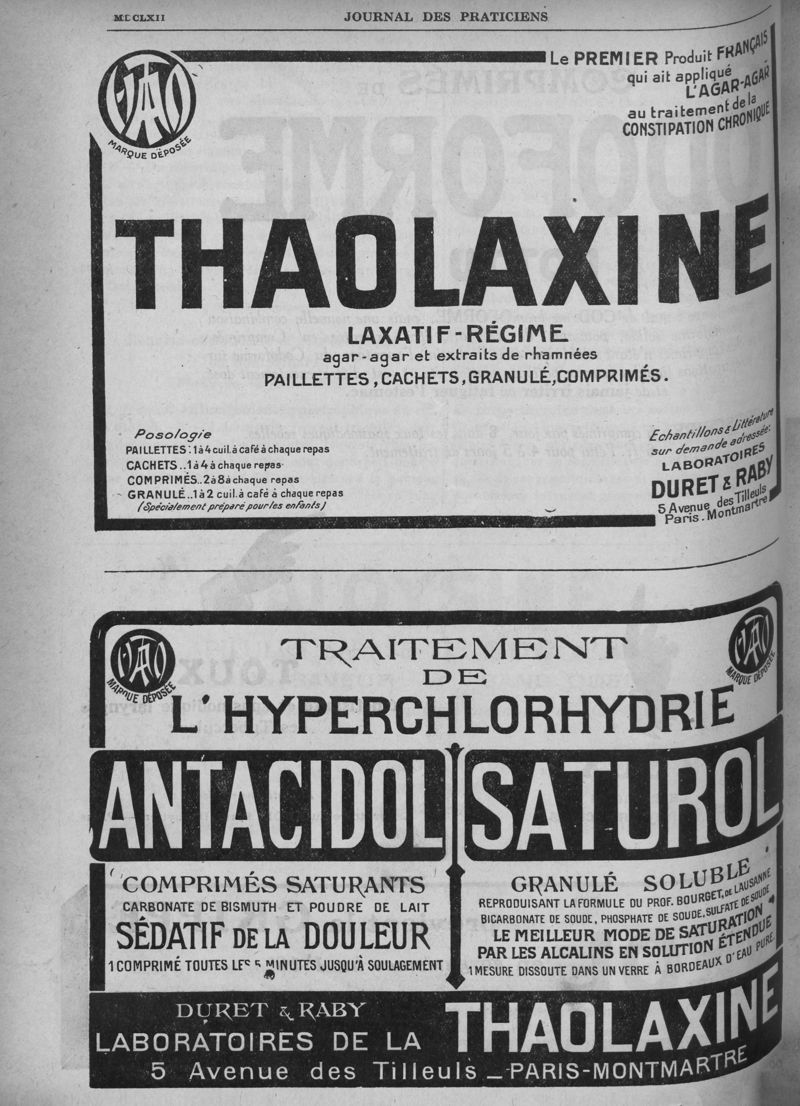 MDCLXII
JOURNAL DES PRATICIENS
MARQUE DÉPOSÉE
Le PREMIER Produit FRANÇAIS
qui ait appliqué
L'AGAR-AGAR
au traitement de la
CONSTIPATION CHRONIQUE
THAOLAXINE
LAXATIF-RÉGIME
agar-agar et extraits de rhamnées
PAILLETTES, CACHETS, GRANULÉ, COMPRIMÉS.
Posologie
PAILLETTES: 1 à 4 cuil. à café à chaque repas
CACHETS.. 1 à 4 à chaque repas
COMPRIMÉS.. 2 à 8 à chaque repas
GRANULÉ.. 1 à 2 cuil. à café à chaque repas
(Spécialement préparé pour les enfants)
Echantillons & Littérature
sur demande adressée:
LABORATOIRES
DURET & RABY
5 Avenue des Tilleuls
Paris. Montmartre
MARQUE DÉPOSÉE
MARQUE DÉPOSÉE
TRAITEMENT
DE
L'HYPERCHLORHYDRIE
ANTACIDOL
COMPRIMÉS SATURANTS
CARBONATE DE BISMUTH ET POUDRE DE LAIT
SÉDATIF DE LA DOULEUR
1 COMPRIMÉ TOUTES LES 5 MINUTES JUSQU'À SOULAGEMENT
SATUROL
GRANULÉ SOLUBLE
REPRODUISANT LA FORMULE DU PROF. BOURGET, DE LAUSANNE
BICARBONATE DE SOUDE, PHOSPHATE DE SOUDE, SULFATE DE SOUDE
LE MEILLEUR MODE DE SATURATION
PAR LES ALCALINS EN SOLUTION ÉTENDUE
1 MESURE DISSOUTE DANS UN VERRE À BORDEAUX D'EAU PURE
DURET & RABY
LABORATOIRES DE LA THAOLAXINE
5 Avenue des Tilleuls _ PARIS-MONTMARTRE